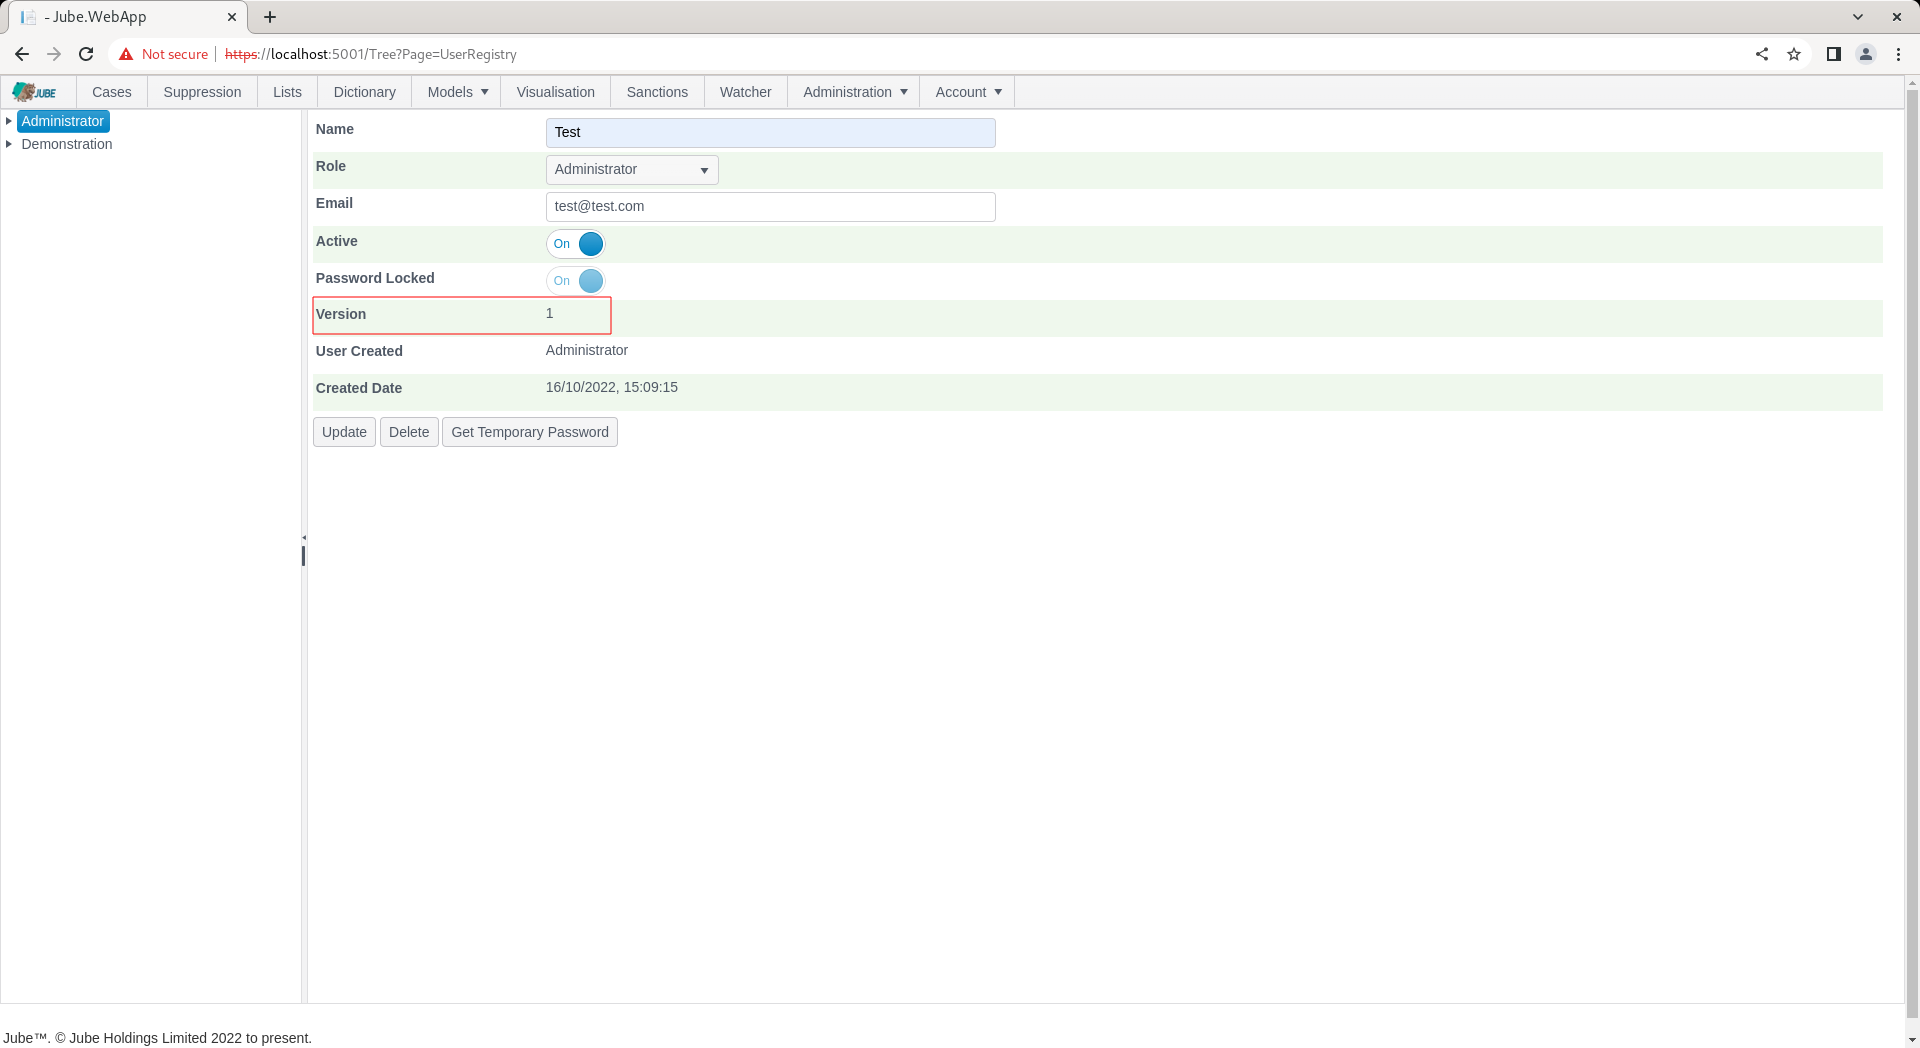 - Jube.WebApp
Not secure https://localhost:5001/Tree?Page=UserRegistry
JUBE Cases Suppression Lists Dictionary Models Visualisation Sanctions Watcher Administration Account
Administrator
Demonstration
Name Test
Role Administrator
Email test@test.com
Active On
Password Locked On
Version 1
User Created Administrator
Created Date 16/10/2022, 15:09:15
Update Delete Get Temporary Password
Jube™. © Jube Holdings Limited 2022 to present.